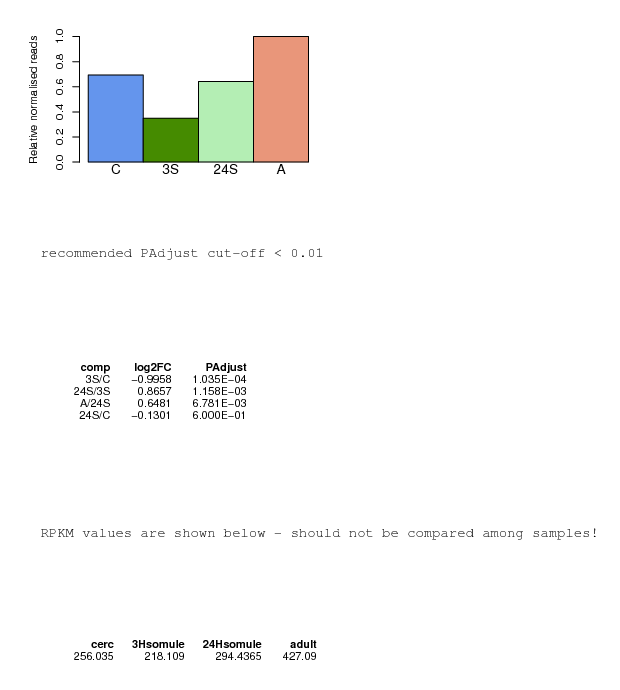 Relative normalised reads
1.0
0.8
0.6
0.4
0.2
0.0
C 3S 24S A
recommended PAdjust cut-off < 0.01
comp log2FC PAdjust
3S/C −0.9958 1.035E−04
24S/3S 0.8657 1.158E−03
A/24S 0.6481 6.781E−03
24S/C −0.1301 6.000E−01
RPKM values are shown below - should not be compared among samples!
cerc 3Hsomule 24Hsomule adult
256.035 218.109 294.4365 427.09